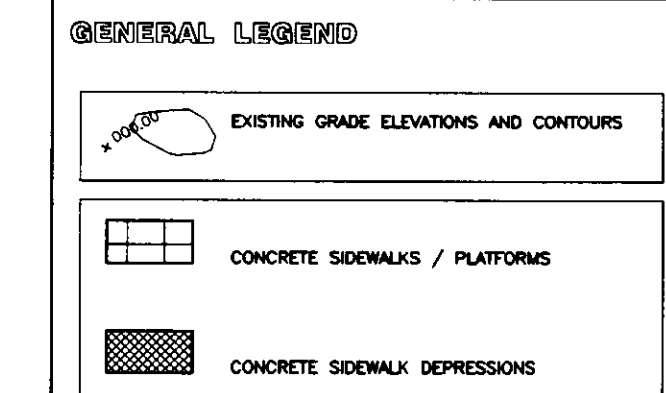 GENERAL LEGEND
x 000.00
EXISTING GRADE ELEVATIONS AND CONTOURS
CONCRETE SIDEWALKS / PLATFORMS
CONCRETE SIDEWALK DEPRESSIONS